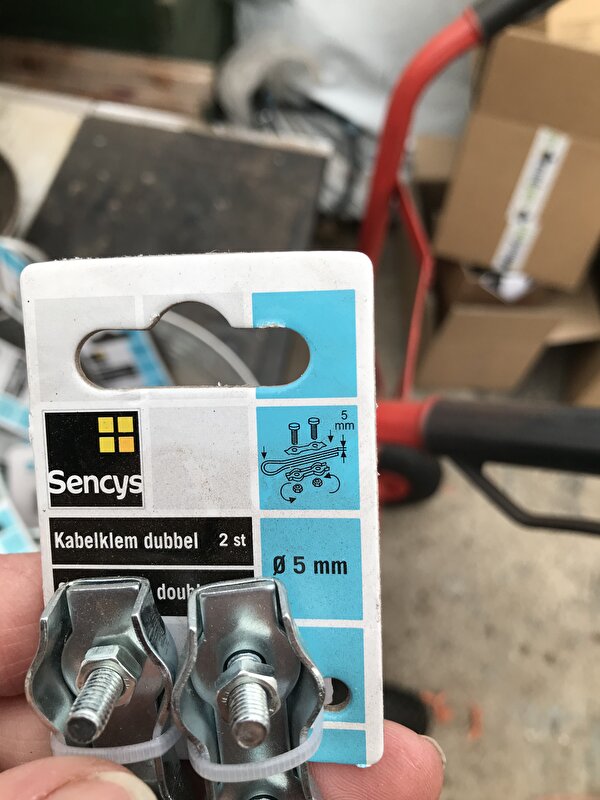 5
mm
Sencys
Kabelklem dubbel 2 st
Ø 5 mm